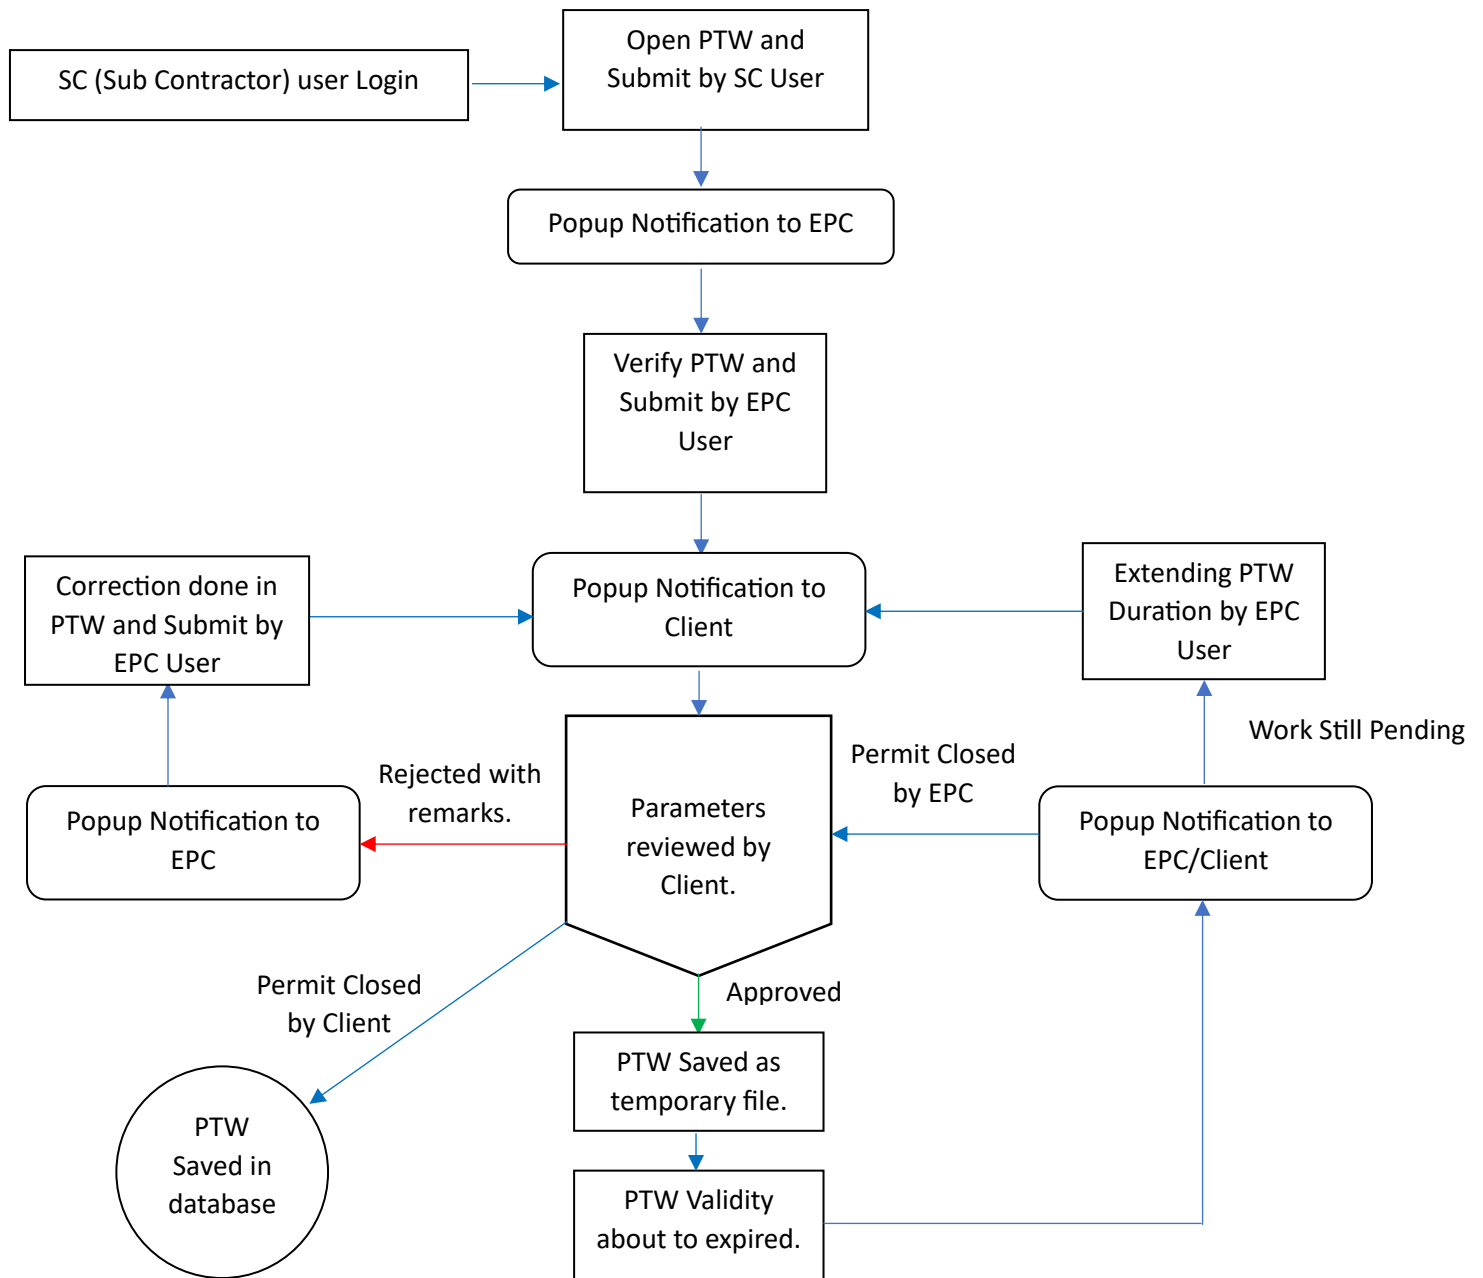 SC (Sub Contractor) user Login
Open PTW and
Submit by SC User
Popup Notification to EPC
Verify PTW and
Submit by EPC
User
Correction done in
PTW and Submit by
EPC User
Popup Notification to
Client
Extending PTW
Duration by EPC
User
Work Still Pending
Rejected with
remarks.
Permit Closed
by EPC
Popup Notification to
EPC
Parameters
reviewed by
Client.
Popup Notification to
EPC/Client
Permit Closed
by Client
Approved
PTW Saved as
temporary file.
PTW
Saved in
database
PTW Validity
about to expired.